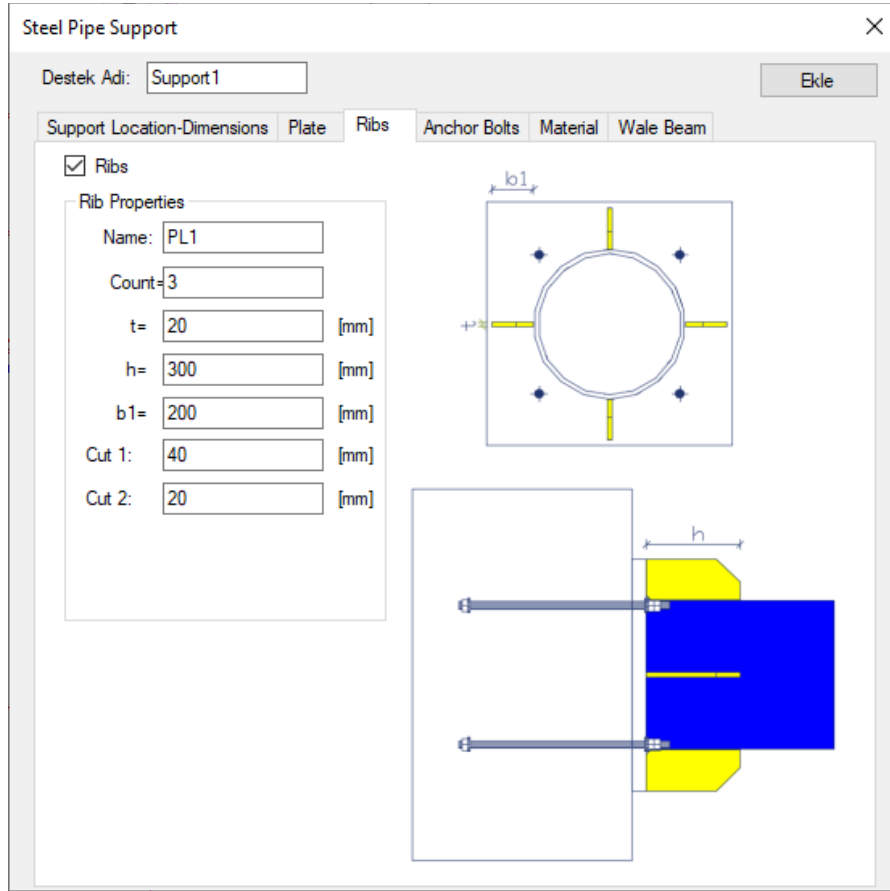 Steel Pipe Support
Destek Adi: Support1
Ekle
Support Location-Dimensions Plate Ribs Anchor Bolts Material Wale Beam
Ribs
Rib Properties
Name: PL1
Count= 3
t= 20 [mm]
h= 300 [mm]
b1= 200 [mm]
Cut 1: 40 [mm]
Cut 2: 20 [mm]
b1
t
h